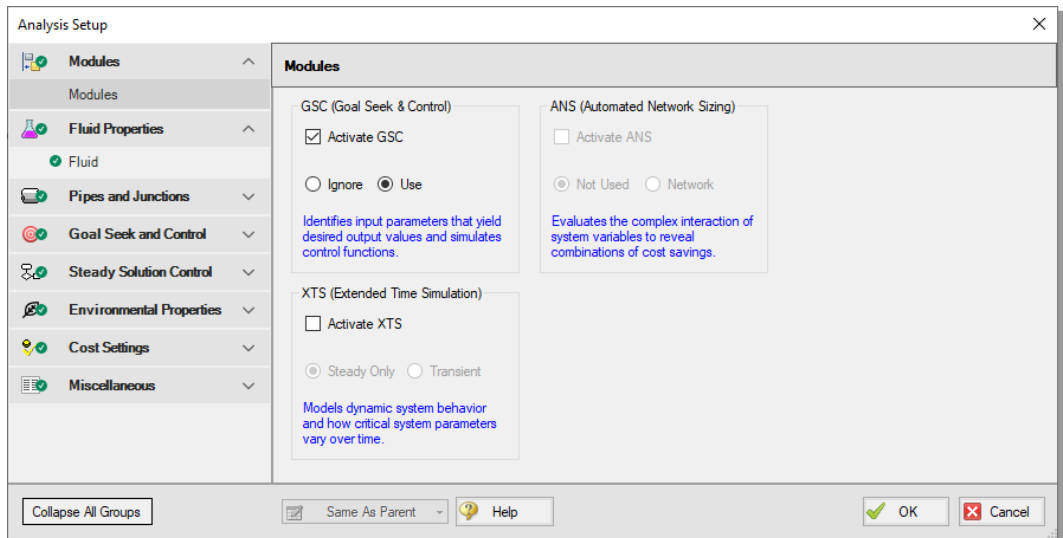 Analysis Setup
Modules
Modules
Fluid Properties
Fluid
Pipes and Junctions
Goal Seek and Control
Steady Solution Control
Environmental Properties
Cost Settings
Miscellaneous
Modules
GSC (Goal Seek & Control)
Activate GSC
Ignore Use
Identifies input parameters that yield
desired output values and simulates
control functions.
ANS (Automated Network Sizing)
Activate ANS
Not Used Network
Evaluates the complex interaction of
system variables to reveal
combinations of cost savings.
XTS (Extended Time Simulation)
Activate XTS
Steady Only Transient
Models dynamic system behavior
and how critical system parameters
vary over time.
Collapse All Groups
Same As Parent
Help
OK
Cancel